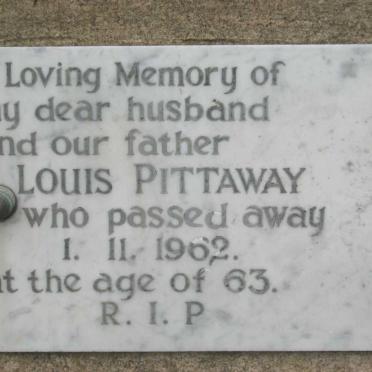 Loving Memory of
y dear husband
nd our father
LOUIS PITTAWAY
who passed away
1. 11. 1962.
t the age of 63.
R. I. P